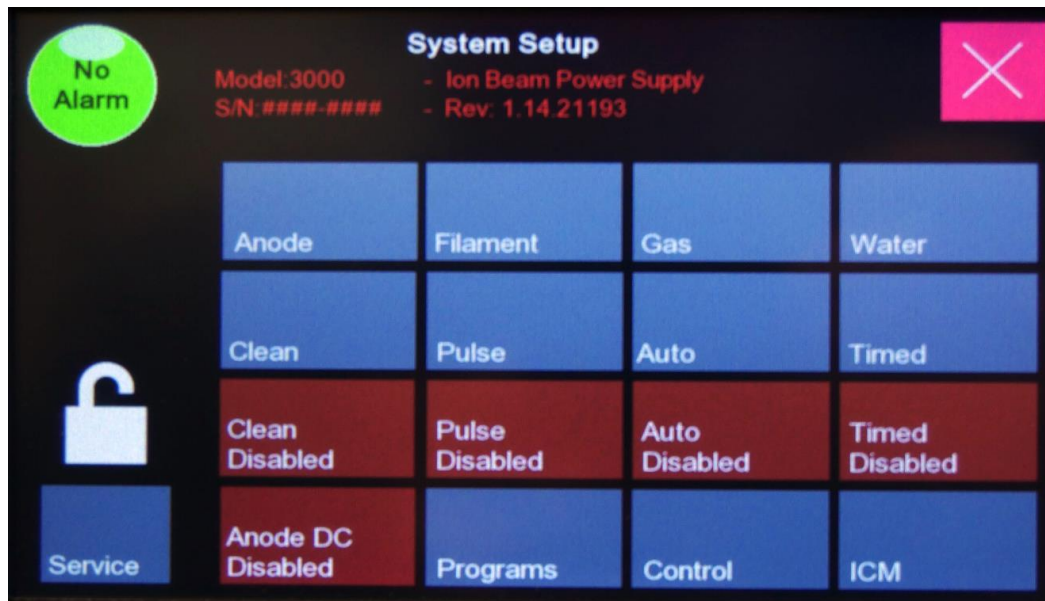 System Setup
No
Alarm
Model:3000 - Ion Beam Power Supply
S/N:####-#### - Rev: 1.14.21193
Anode
Filament
Gas
Water
Clean
Pulse
Auto
Timed
Clean
Disabled
Pulse
Disabled
Auto
Disabled
Timed
Disabled
Service
Anode DC
Disabled
Programs
Control
ICM